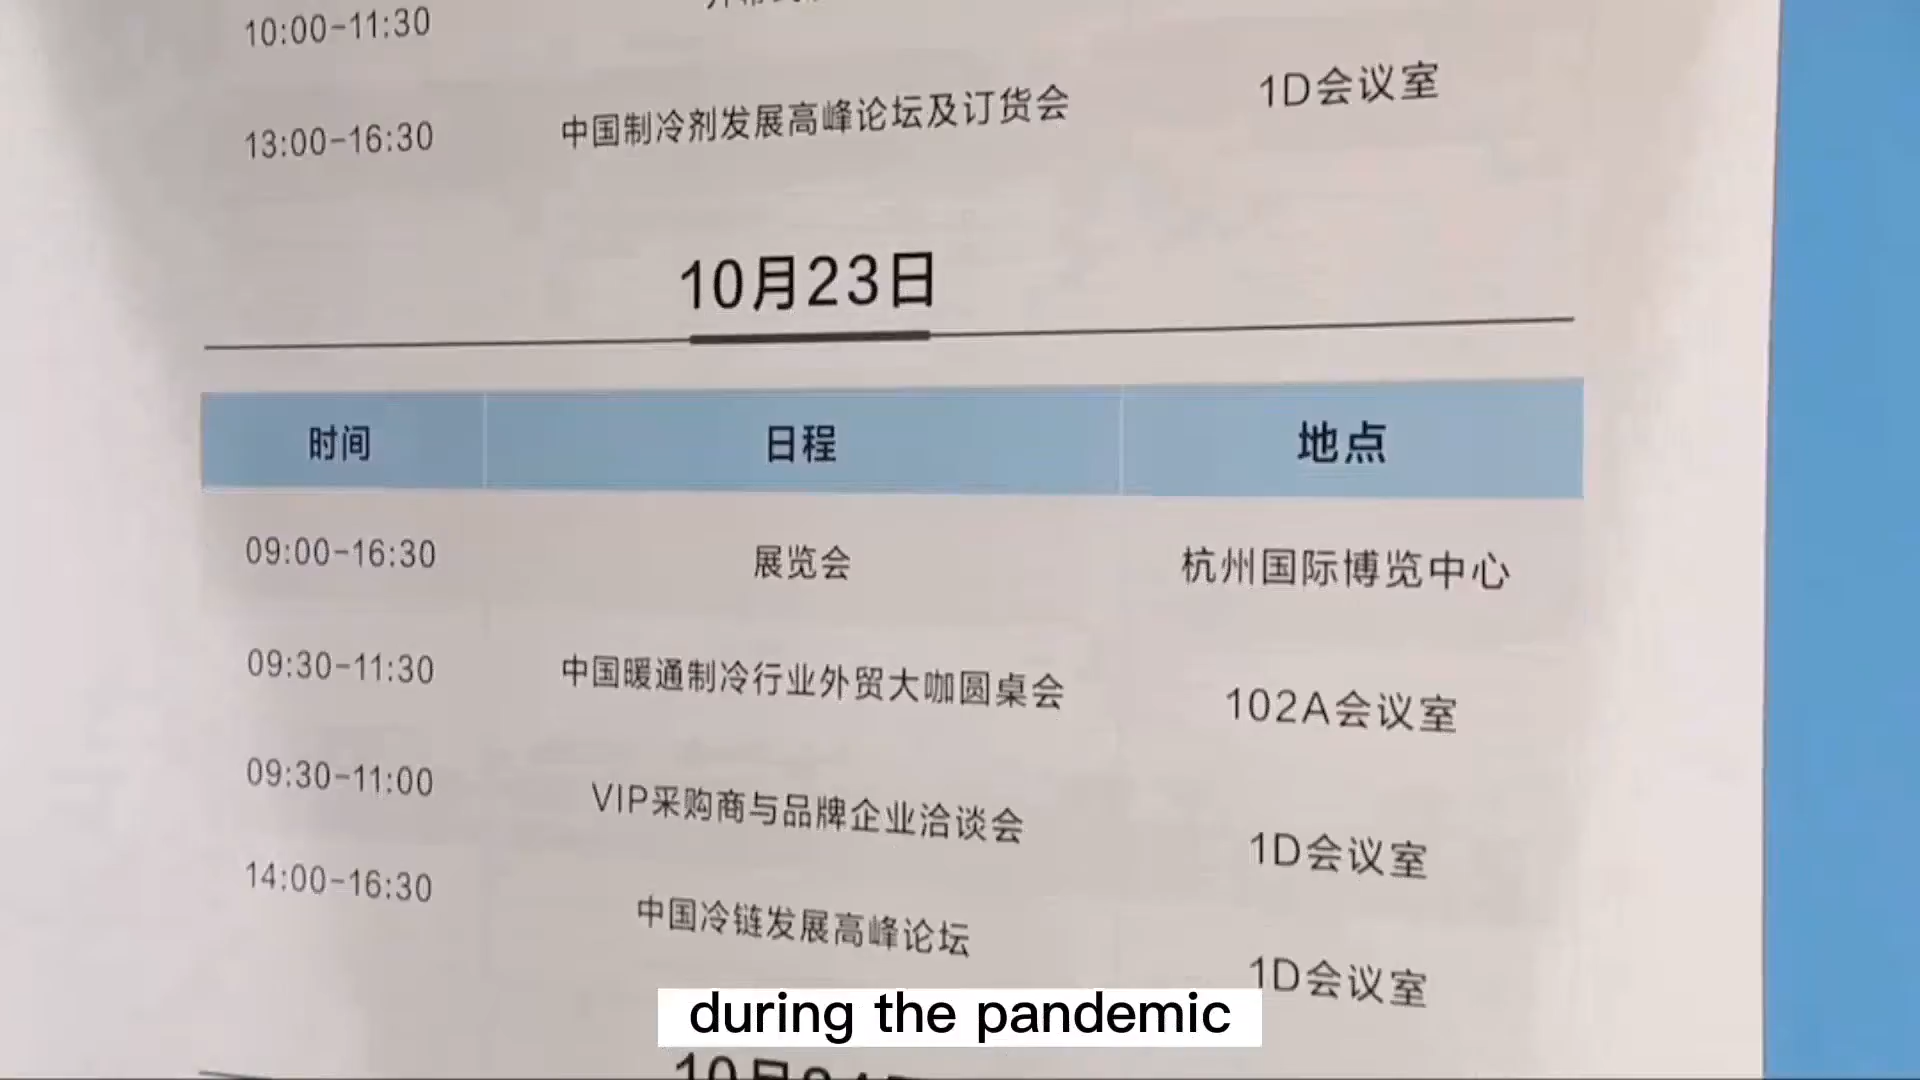 10:00-11:30
13:00-16:30 中国制冷剂发展高峰论坛及订货会 1D会议室
10月23日
时间 日程 地点
09:00-16:30 展览会 杭州国际博览中心
09:30-11:30 中国暖通制冷行业外贸大咖圆桌会 102A会议室
09:30-11:00 VIP采购商与品牌企业洽谈会 1D会议室
14:00-16:30 中国冷链发展高峰论坛 1D会议室
during the pandemic